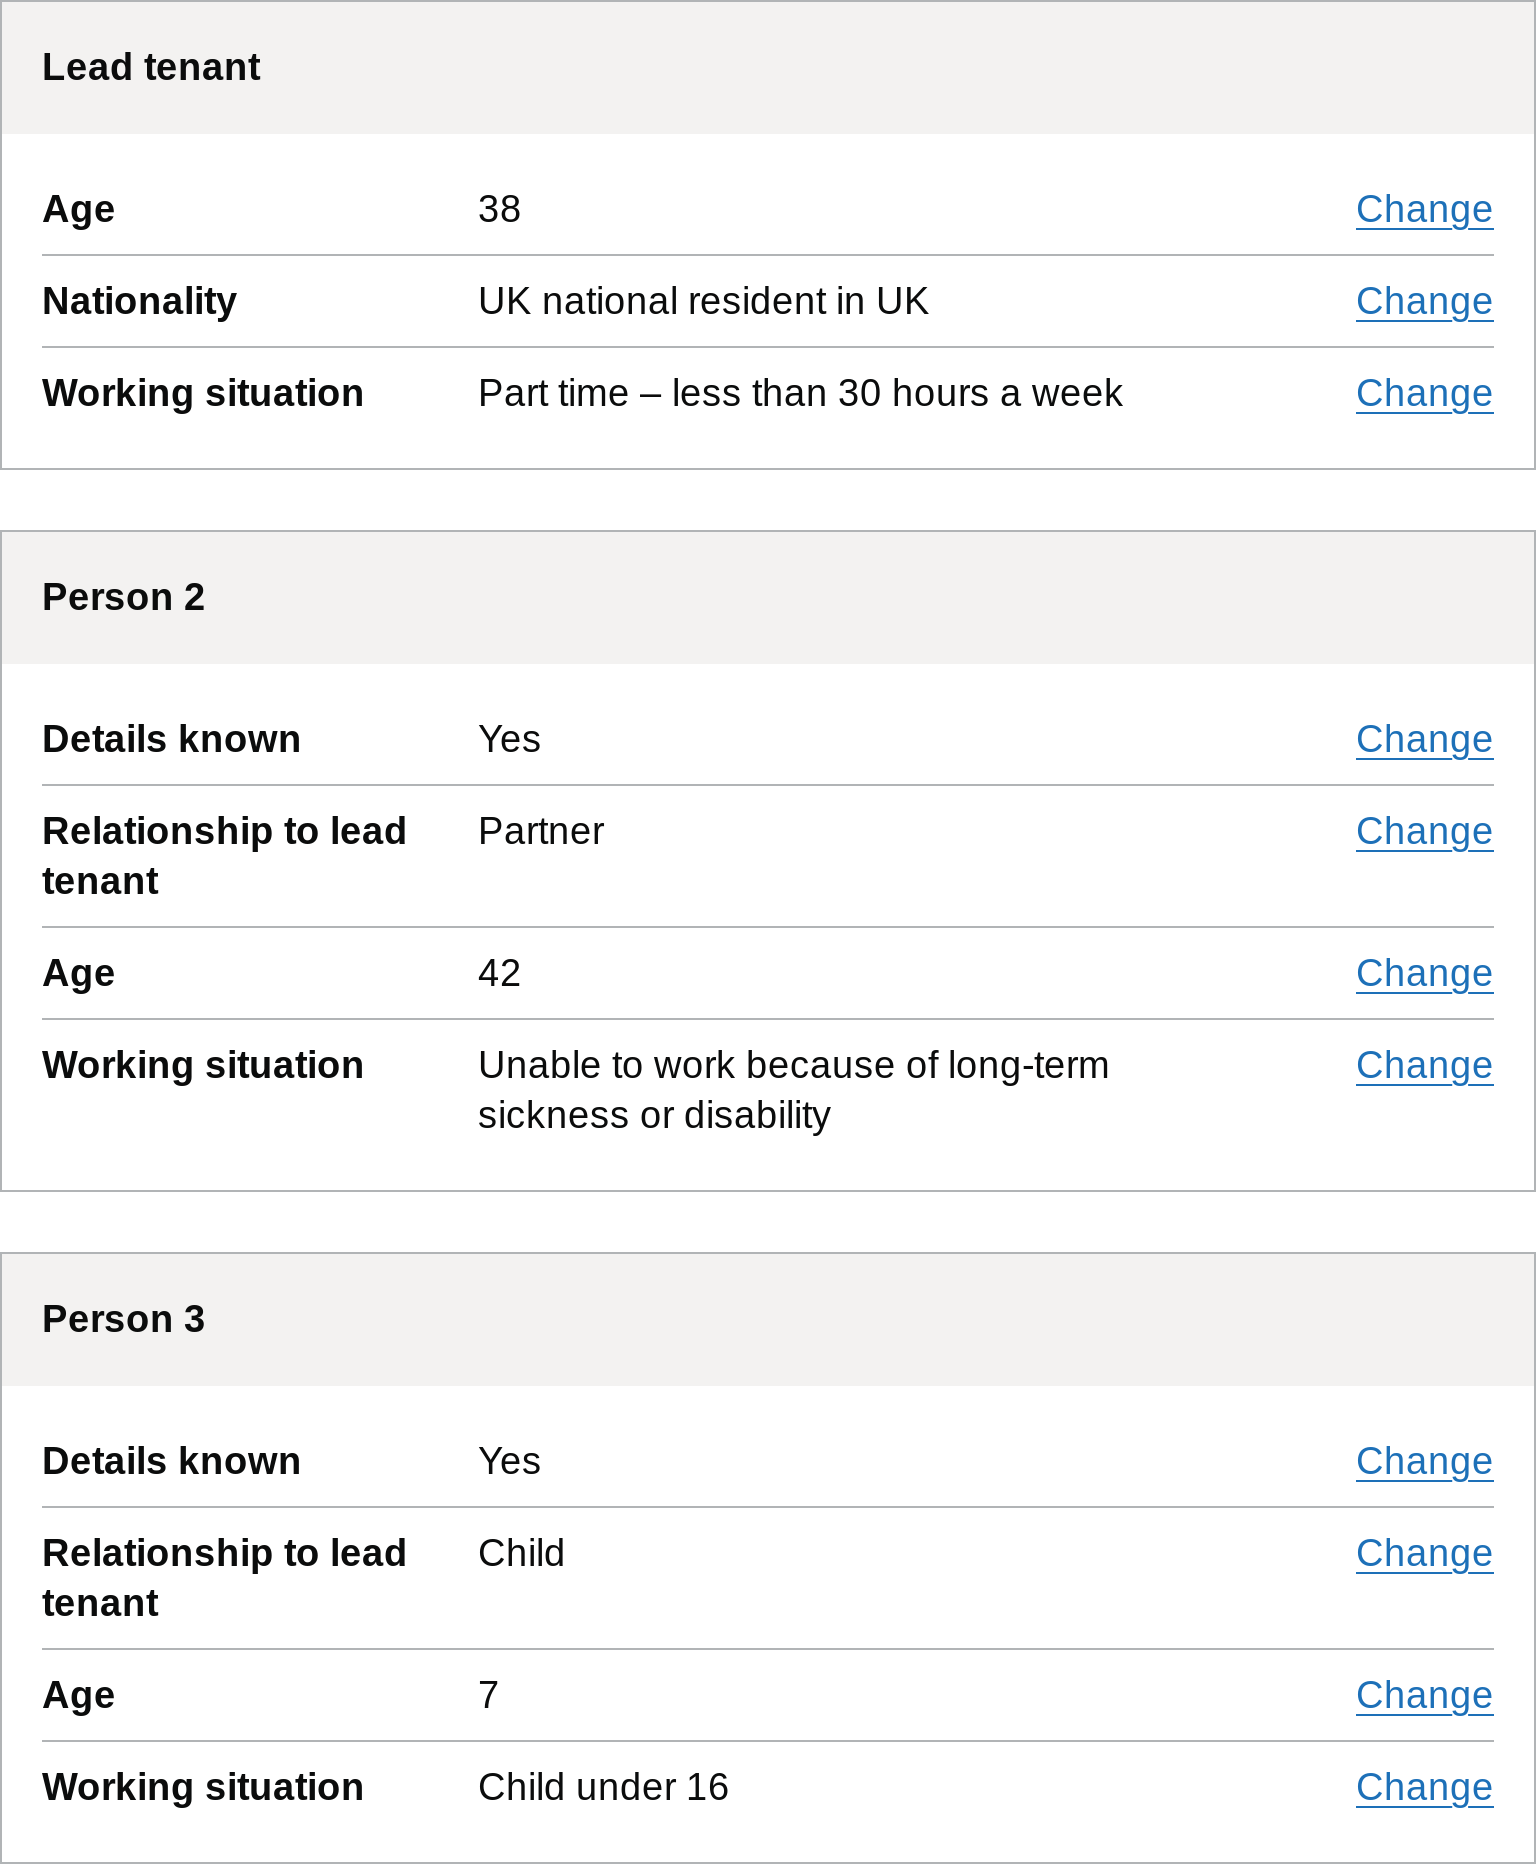 Lead tenant
Age 38 Change
Nationality UK national resident in UK Change
Working situation Part time – less than 30 hours a week Change
Person 2
Details known Yes Change
Relationship to lead Partner Change
tenant
Age 42 Change
Working situation Unable to work because of long-term Change
sickness or disability
Person 3
Details known Yes Change
Relationship to lead Child Change
tenant
Age 7 Change
Working situation Child under 16 Change